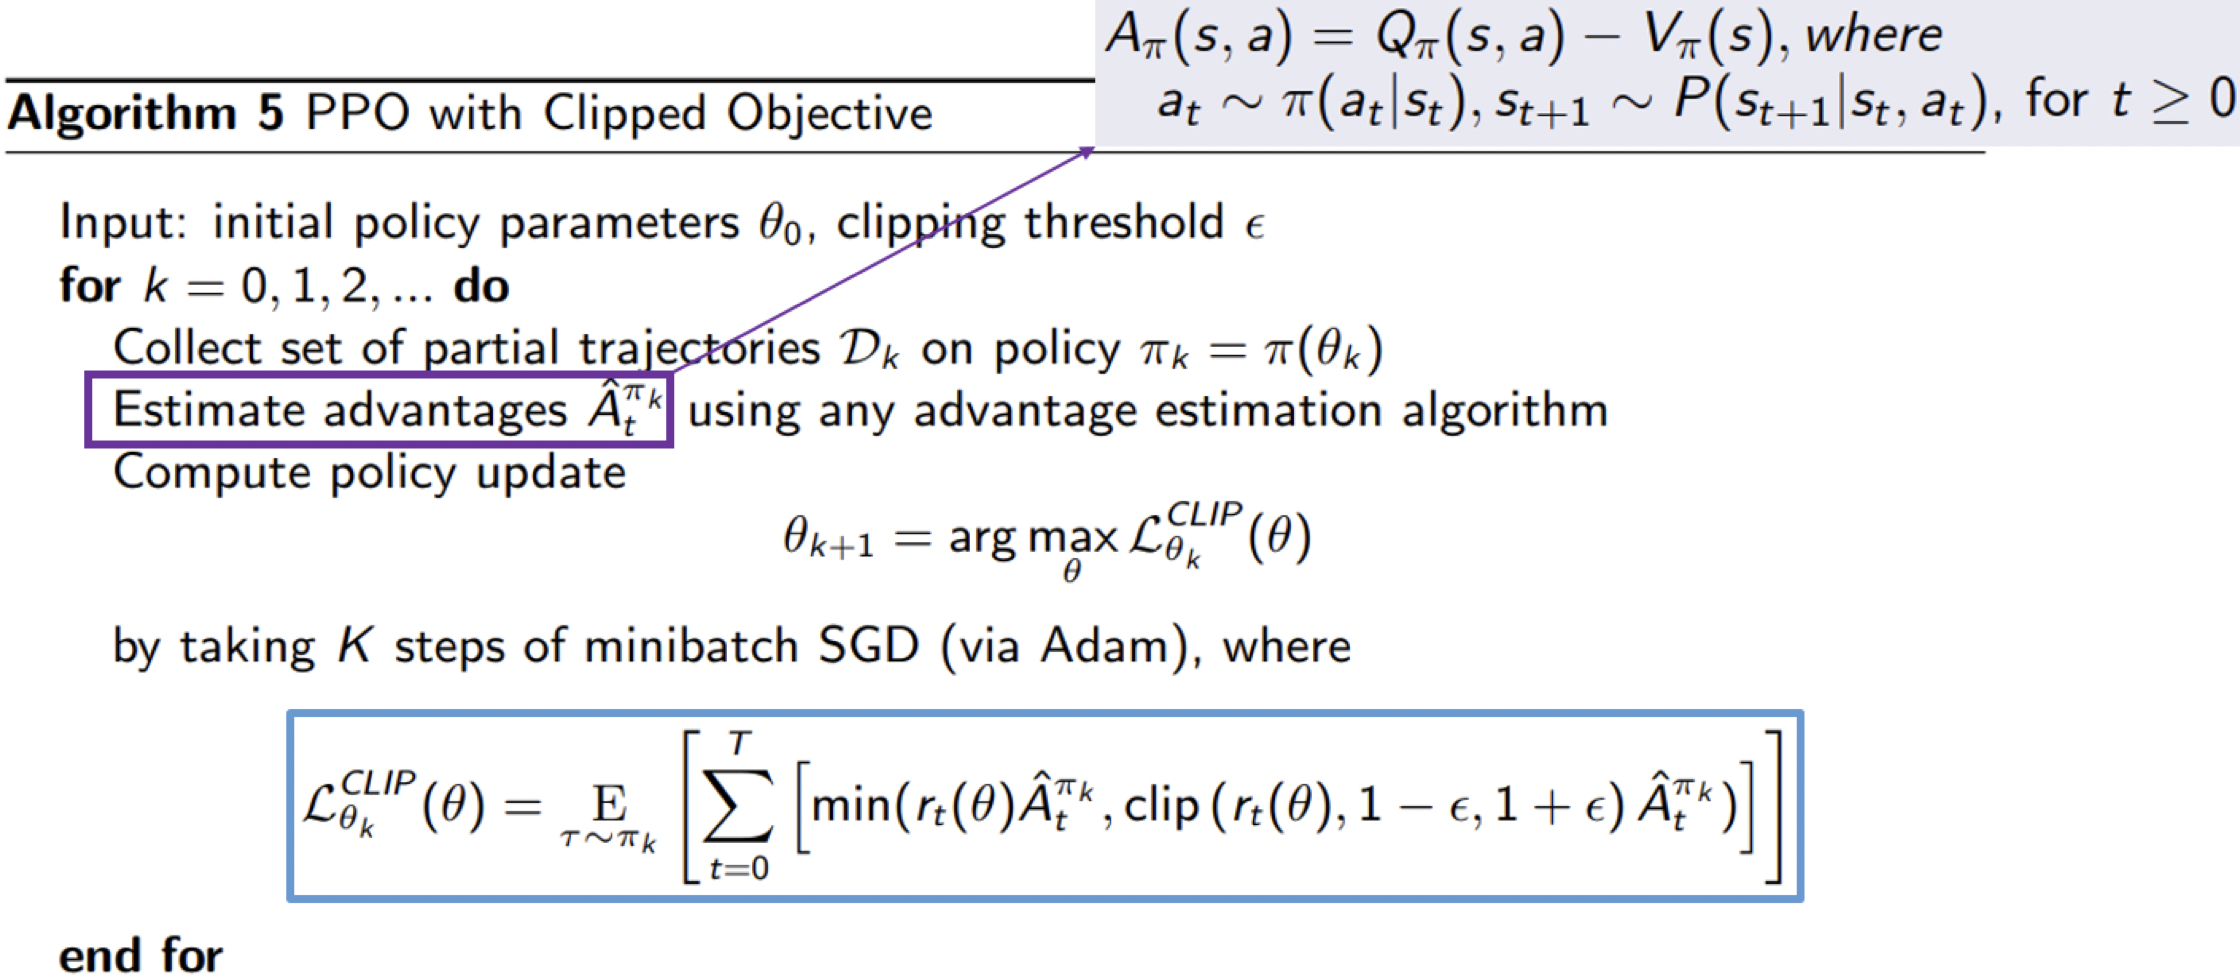 A_π(s, a) = Q_π(s, a) − V_π(s), where
a_t ∼ π(a_t|s_t), s_{t+1} ∼ P(s_{t+1}|s_t, a_t), for t ≥ 0
Algorithm 5 PPO with Clipped Objective
Input: initial policy parameters θ_0, clipping threshold ϵ
for k = 0, 1, 2, ... do
Collect set of partial trajectories 𝒟_k on policy π_k = π(θ_k)
Estimate advantages Â_t^{π_k} using any advantage estimation algorithm
Compute policy update
θ_{k+1} = arg max_θ ℒ_{θ_k}^{CLIP}(θ)
by taking K steps of minibatch SGD (via Adam), where
ℒ_{θ_k}^{CLIP}(θ) = E_{τ∼π_k} [∑_{t=0}^{T} [min(r_t(θ)Â_t^{π_k}, clip (r_t(θ), 1 − ϵ, 1 + ϵ) Â_t^{π_k})]]
end for